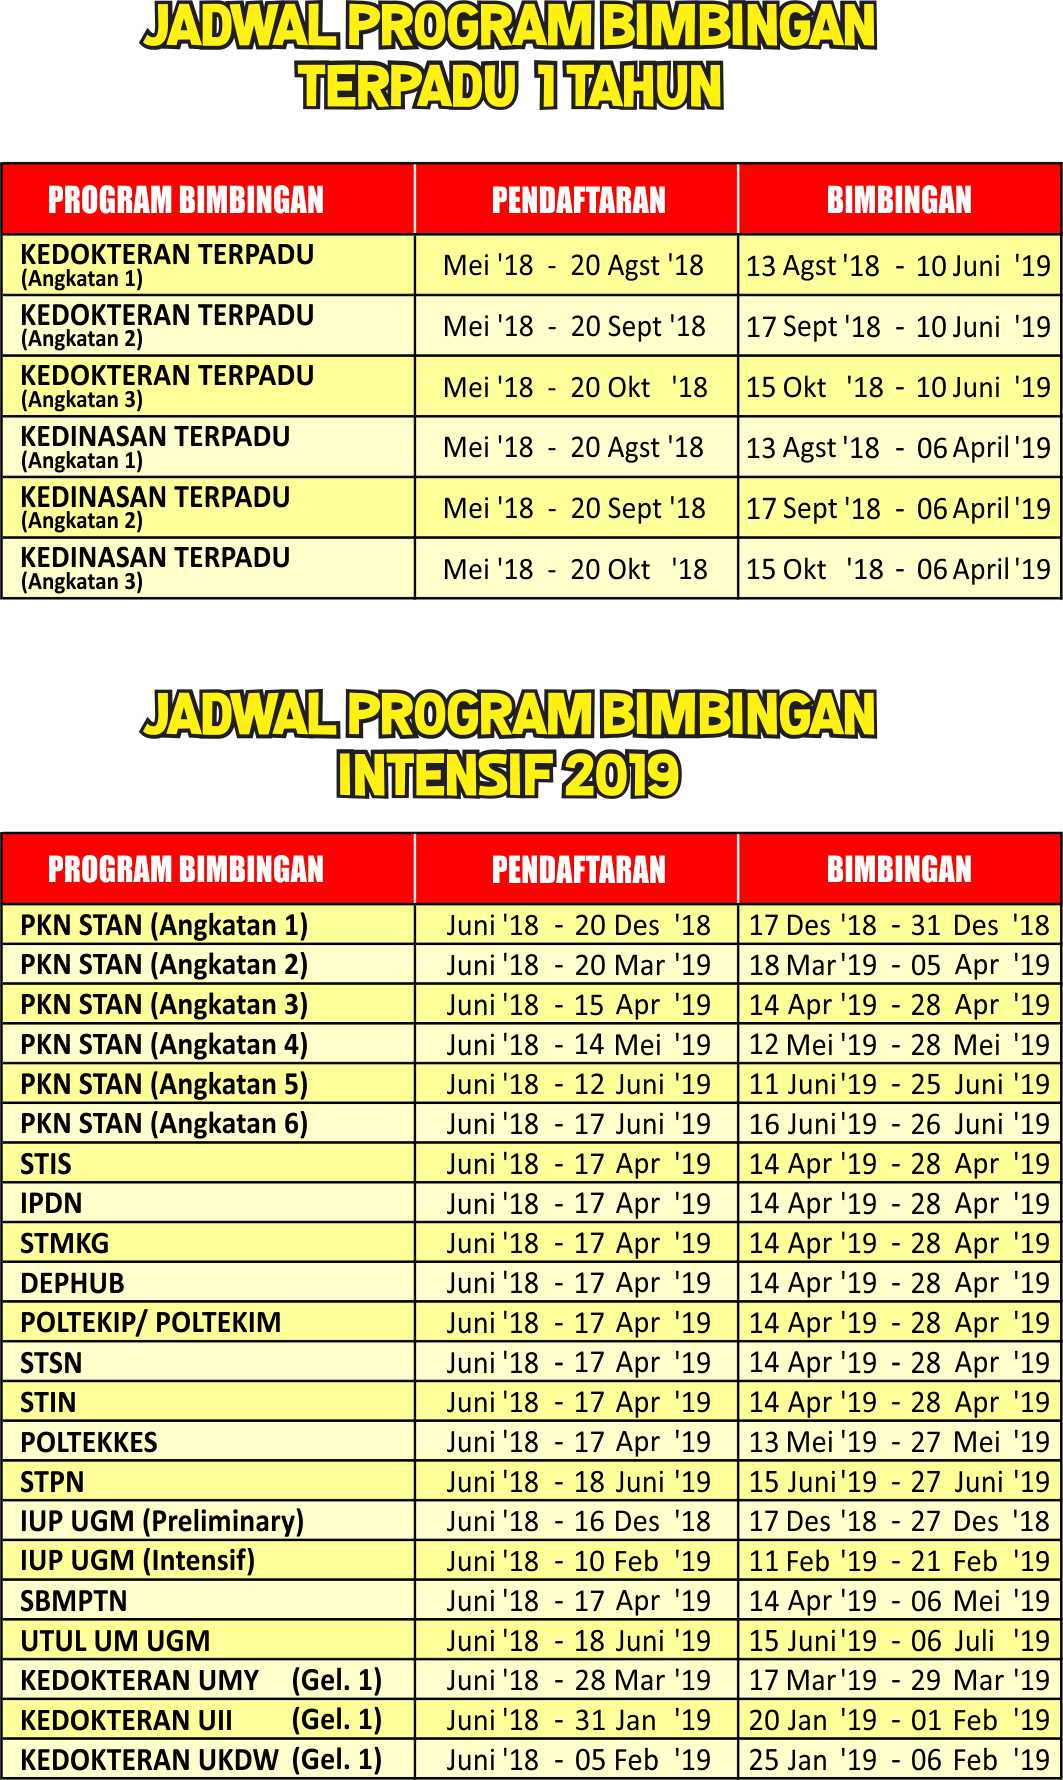 JADWAL PROGRAM BIMBINGAN
TERPADU 1 TAHUN
PROGRAM BIMBINGAN PENDAFTARAN BIMBINGAN
KEDOKTERAN TERPADU
(Angkatan 1) Mei '18 - 20 Agst '18 13 Agst '18 - 10 Juni '19
KEDOKTERAN TERPADU
(Angkatan 2) Mei '18 - 20 Sept '18 17 Sept '18 - 10 Juni '19
KEDOKTERAN TERPADU
(Angkatan 3) Mei '18 - 20 Okt '18 15 Okt '18 - 10 Juni '19
KEDINASAN TERPADU
(Angkatan 1) Mei '18 - 20 Agst '18 13 Agst '18 - 06 April '19
KEDINASAN TERPADU
(Angkatan 2) Mei '18 - 20 Sept '18 17 Sept '18 - 06 April '19
KEDINASAN TERPADU
(Angkatan 3) Mei '18 - 20 Okt '18 15 Okt '18 - 06 April '19
JADWAL PROGRAM BIMBINGAN
INTENSIF 2019
PROGRAM BIMBINGAN PENDAFTARAN BIMBINGAN
PKN STAN (Angkatan 1) Juni '18 - 20 Des '18 17 Des '18 - 31 Des '18
PKN STAN (Angkatan 2) Juni '18 - 20 Mar '19 18 Mar '19 - 05 Apr '19
PKN STAN (Angkatan 3) Juni '18 - 15 Apr '19 14 Apr '19 - 28 Apr '19
PKN STAN (Angkatan 4) Juni '18 - 14 Mei '19 12 Mei '19 - 28 Mei '19
PKN STAN (Angkatan 5) Juni '18 - 12 Juni '19 11 Juni '19 - 25 Juni '19
PKN STAN (Angkatan 6) Juni '18 - 17 Juni '19 16 Juni '19 - 26 Juni '19
STIS Juni '18 - 17 Apr '19 14 Apr '19 - 28 Apr '19
IPDN Juni '18 - 17 Apr '19 14 Apr '19 - 28 Apr '19
STMKG Juni '18 - 17 Apr '19 14 Apr '19 - 28 Apr '19
DEPHUB Juni '18 - 17 Apr '19 14 Apr '19 - 28 Apr '19
POLTEKIP/ POLTEKIM Juni '18 - 17 Apr '19 14 Apr '19 - 28 Apr '19
STSN Juni '18 - 17 Apr '19 14 Apr '19 - 28 Apr '19
STIN Juni '18 - 17 Apr '19 14 Apr '19 - 28 Apr '19
POLTEKKES Juni '18 - 17 Apr '19 13 Mei '19 - 27 Mei '19
STPN Juni '18 - 18 Juni '19 15 Juni '19 - 27 Juni '19
IUP UGM (Preliminary) Juni '18 - 16 Des '18 17 Des '18 - 27 Des '18
IUP UGM (Intensif) Juni '18 - 10 Feb '19 11 Feb '19 - 21 Feb '19
SBMPTN Juni '18 - 17 Apr '19 14 Apr '19 - 06 Mei '19
UTUL UM UGM Juni '18 - 18 Juni '19 15 Juni '19 - 06 Juli '19
KEDOKTERAN UMY (Gel. 1) Juni '18 - 28 Mar '19 17 Mar '19 - 29 Mar '19
KEDOKTERAN UII (Gel. 1) Juni '18 - 31 Jan '19 20 Jan '19 - 01 Feb '19
KEDOKTERAN UKDW (Gel. 1) Juni '18 - 05 Feb '19 25 Jan '19 - 06 Feb '19